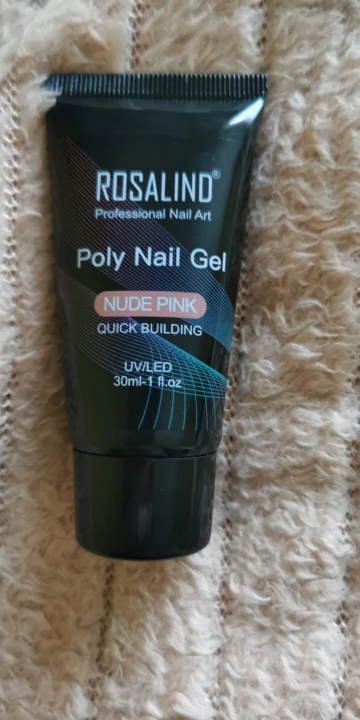 ROSALIND®
Professional Nail Art
Poly Nail Gel
NUDE PINK
QUICK BUILDING
UV/LED
30ml-1 fl.oz